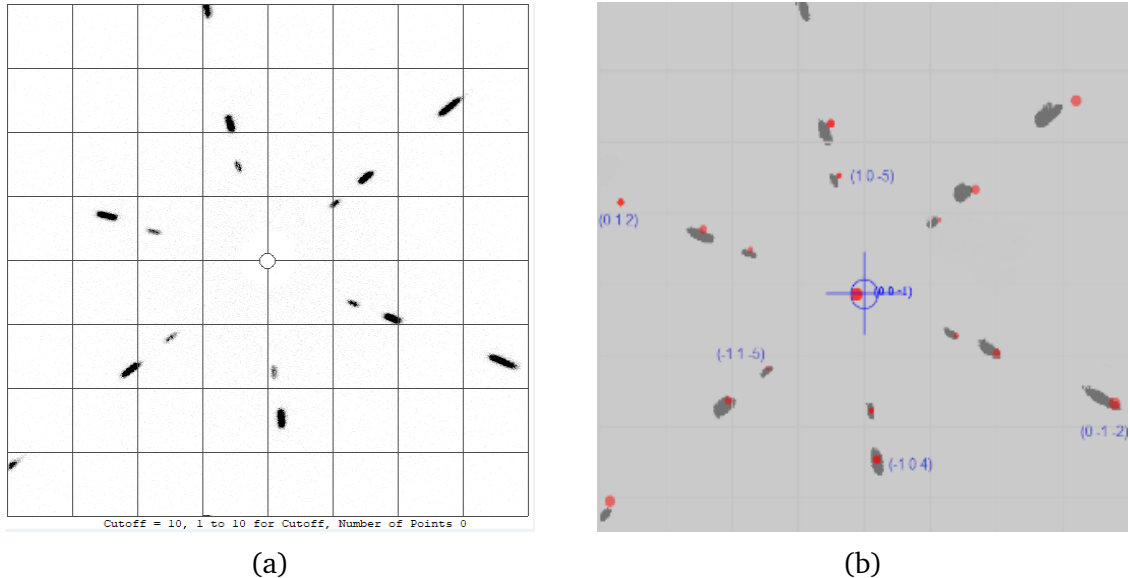 (1 0 -5)
(0 1 2)
(0 0 -1)
(-1 1 -5)
(0 -1 -2)
(-1 0 4)
Cutoff = 10, 1 to 10 for Cutoff, Number of Points 0
(a)
(b)